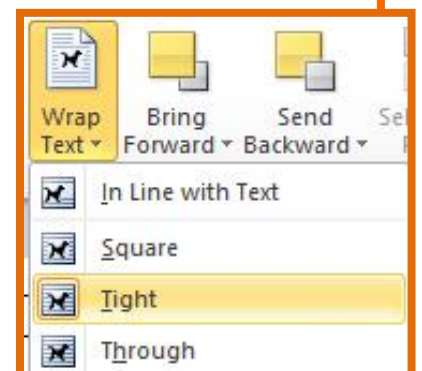 Wrap Bring Send
Text Forward Backward
In Line with Text
Square
Tight
Through